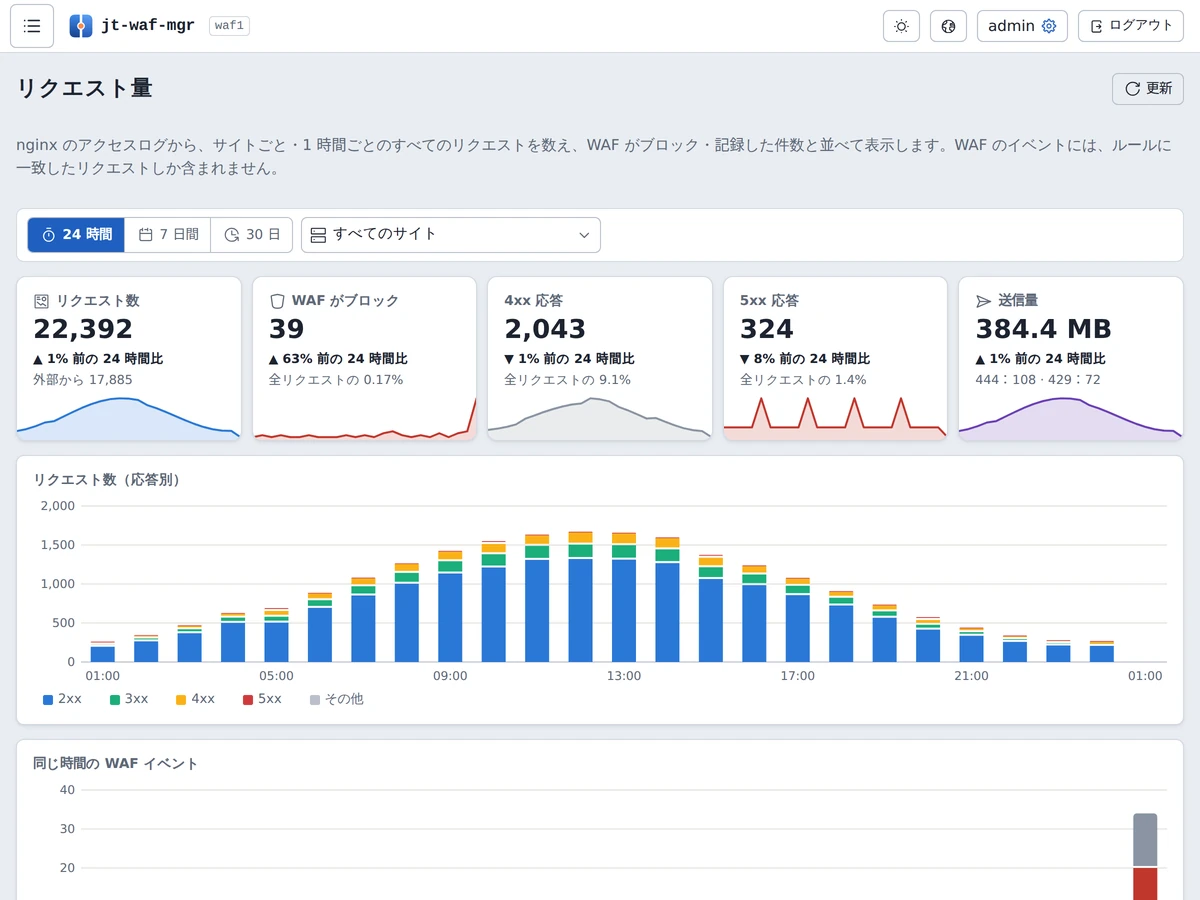 jt-waf-mgr
waf1
admin
ログアウト
リクエスト量
更新
nginx のアクセスログから、サイトごと・1 時間ごとのすべてのリクエストを数え、WAF がブロック・記録した件数と並べて表示します。WAF のイベントには、ルールに
一致したリクエストしか含まれません。
24 時間
7 日間
30 日
すべてのサイト
リクエスト数
22,392
▲ 1% 前の 24 時間比
外部から 17,885
WAF がブロック
39
▲ 63% 前の 24 時間比
全リクエストの 0.17%
4xx 応答
2,043
▼ 1% 前の 24 時間比
全リクエストの 9.1%
5xx 応答
324
▼ 8% 前の 24 時間比
全リクエストの 1.4%
送信量
384.4 MB
▲ 1% 前の 24 時間比
444：108 · 429：72
リクエスト数（応答別）
2,000
1,500
1,000
500
0
01:00 05:00 09:00 13:00 17:00 21:00 01:00
2xx 3xx 4xx 5xx その他
同じ時間の WAF イベント
40
30
20